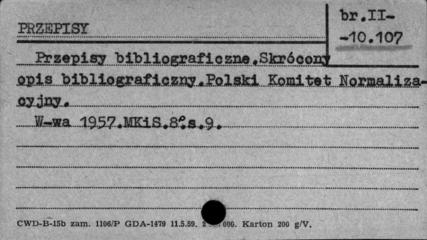 PRZEPISY
br.II-
-10.107
Przepisy bibliograficzne.Skrócony
opis bibliograficzny.Polski Komitet Normaliza-
cyjny.
W-wa 1957.MKiS.8°.s.9.
CWD-B-15b zam. 1106/P GDA-1479 11.5.59. 000. Karton 200 g/V.